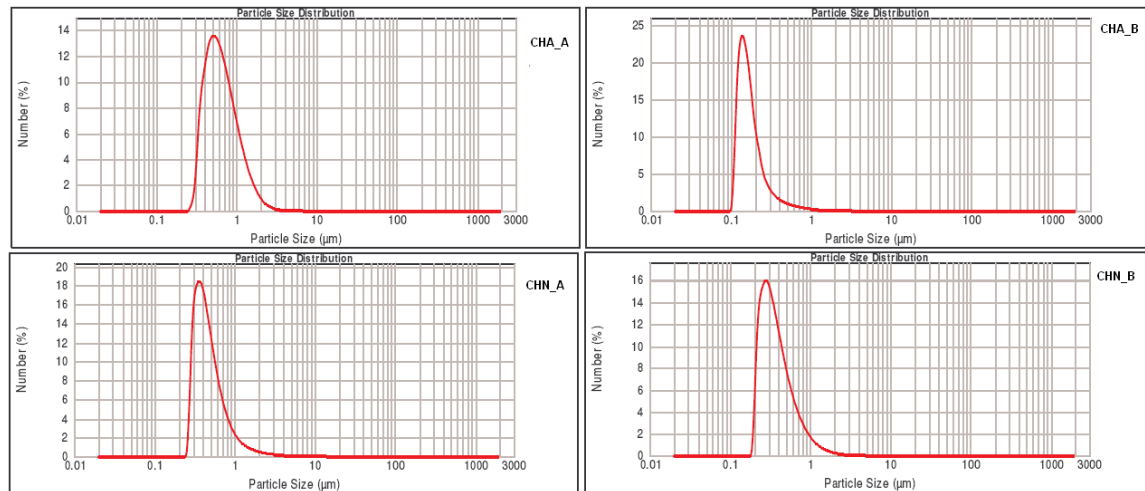 Particle Size Distribution
CHA_A
14
12
10
8
6
4
2
0
Number (%)
0.01 0.1 1 10 100 1000 3000
Particle Size (µm)
Particle Size Distribution
CHA_B
25
20
15
10
5
0
Number (%)
0.01 0.1 1 10 100 1000 3000
Particle Size (µm)
Particle Size Distribution
CHN_A
20
18
16
14
12
10
8
6
4
2
0
Number (%)
0.01 0.1 1 10 100 1000 3000
Particle Size (µm)
Particle Size Distribution
CHN_B
16
14
12
10
8
6
4
2
0
Number (%)
0.01 0.1 1 10 100 1000 3000
Particle Size (µm)